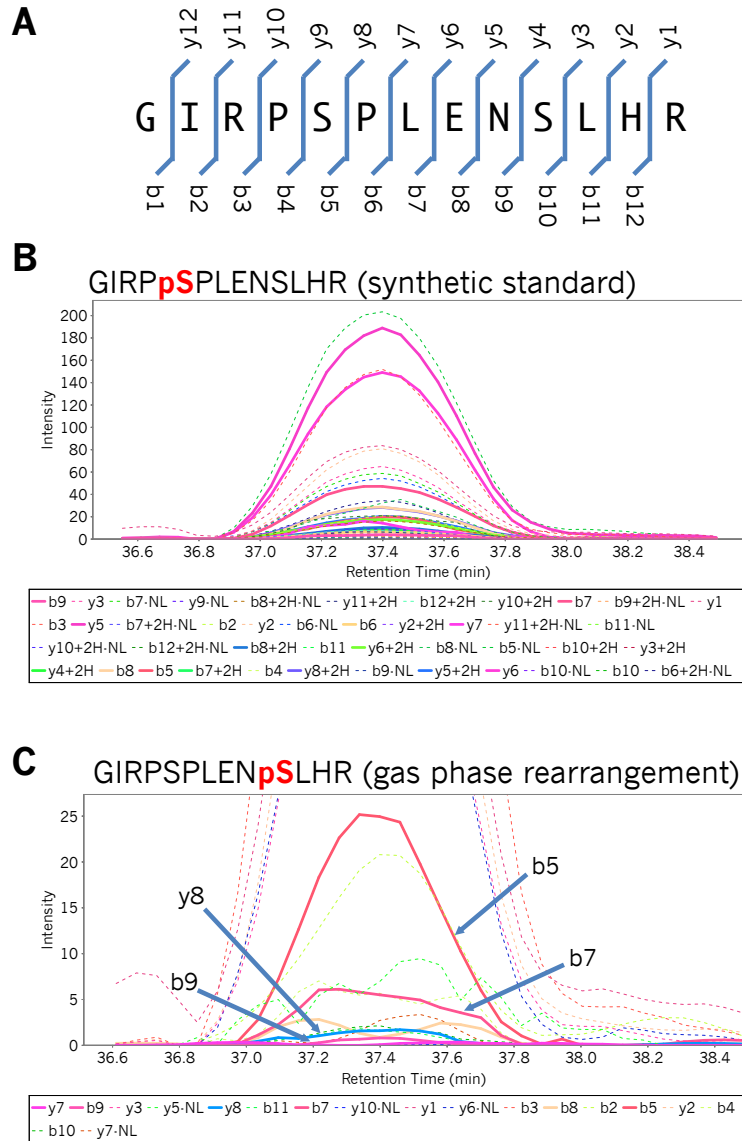 A
y12 y11 y10 y9 y8 y7 y6 y5 y4 y3 y2 y1
G I R P S P L E N S L H R
b1 b2 b3 b4 b5 b6 b7 b8 b9 b10 b11 b12
B
GIRPpSPLENSLHR (synthetic standard)
200
180
160
140
120
100
80
60
40
20
0
Intensity
36.6 36.8 37.0 37.2 37.4 37.6 37.8 38.0 38.2 38.4
Retention Time (min)
b9 y3 b7-NL y9-NL b8+2H-NL y11+2H b12+2H y10+2H b7 b9+2H-NL y1
b3 y5 b7+2H-NL b2 y2 b6-NL b6 y2+2H y7 y11+2H-NL b11-NL
y10+2H-NL b12+2H-NL b8+2H b11 y6+2H b8-NL b5-NL b10+2H y3+2H
y4+2H b8 b5 b7+2H b4 y8+2H b9-NL y5+2H y6 b10-NL b10 b6+2H-NL
C
GIRPSPLENpSLHR (gas phase rearrangement)
25
20
15
10
5
0
Intensity
b5
y8
b7
b9
36.6 36.8 37.0 37.2 37.4 37.6 37.8 38.0 38.2 38.4
Retention Time (min)
y7 b9 y3 y5-NL y8 b11 b7 y10-NL y1 y6-NL b3 b8 b2 b5 y2 b4
b10 y7-NL